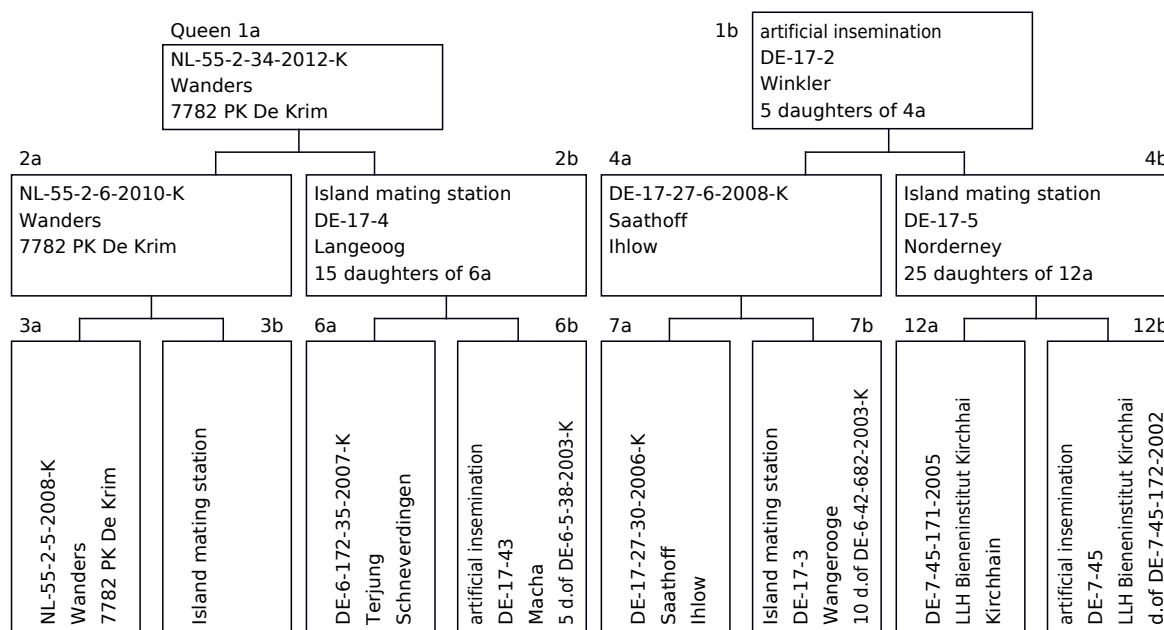 Queen 1a
NL-55-2-34-2012-K
Wanders
7782 PK De Krim
1b
artificial insemination
DE-17-2
Winkler
5 daughters of 4a
2a
NL-55-2-6-2010-K
Wanders
7782 PK De Krim
2b
Island mating station
DE-17-4
Langeoog
15 daughters of 6a
4a
DE-17-27-6-2008-K
Saathoff
Ihlow
4b
Island mating station
DE-17-5
Norderney
25 daughters of 12a
3a
NL-55-2-5-2008-K
Wanders
7782 PK De Krim
3b
Island mating station
6a
DE-6-172-35-2007-K
Terjung
Schneverdingen
6b
artificial insemination
DE-17-43
Macha
5 d.of DE-6-5-38-2003-K
7a
DE-17-27-30-2006-K
Saathoff
Ihlow
7b
Island mating station
DE-17-3
Wangerooge
10 d.of DE-6-42-682-2003-K
12a
DE-7-45-171-2005
LLH Bieneninstitut Kirchhai
Kirchhain
12b
artificial insemination
DE-7-45
LLH Bieneninstitut Kirchhai
d.of DE-7-45-172-2002